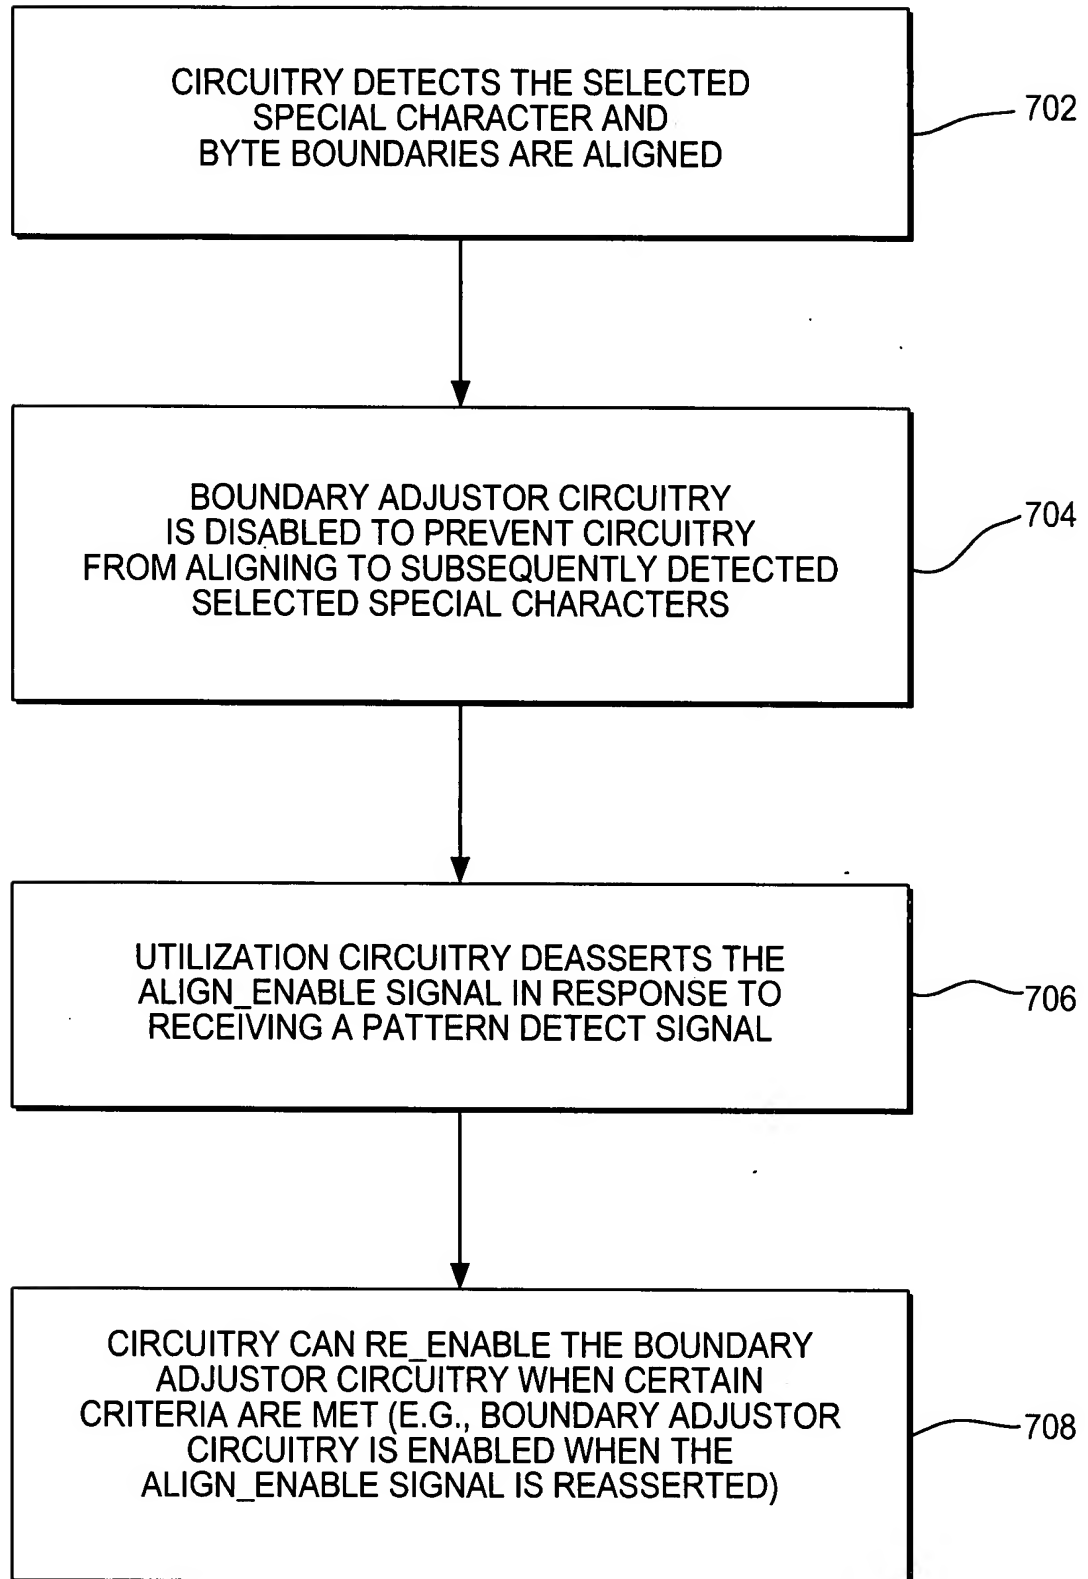 CIRCUITRY DETECTS THE SELECTED
SPECIAL CHARACTER AND
BYTE BOUNDARIES ARE ALIGNED
702
BOUNDARY ADJUSTOR CIRCUITRY
IS DISABLED TO PREVENT CIRCUITRY
FROM ALIGNING TO SUBSEQUENTLY DETECTED
SELECTED SPECIAL CHARACTERS
704
UTILIZATION CIRCUITRY DEASSERTS THE
ALIGN_ENABLE SIGNAL IN RESPONSE TO
RECEIVING A PATTERN DETECT SIGNAL
706
CIRCUITRY CAN RE_ENABLE THE BOUNDARY
ADJUSTOR CIRCUITRY WHEN CERTAIN
CRITERIA ARE MET (E.G., BOUNDARY ADJUSTOR
CIRCUITRY IS ENABLED WHEN THE
ALIGN_ENABLE SIGNAL IS REASSERTED)
708